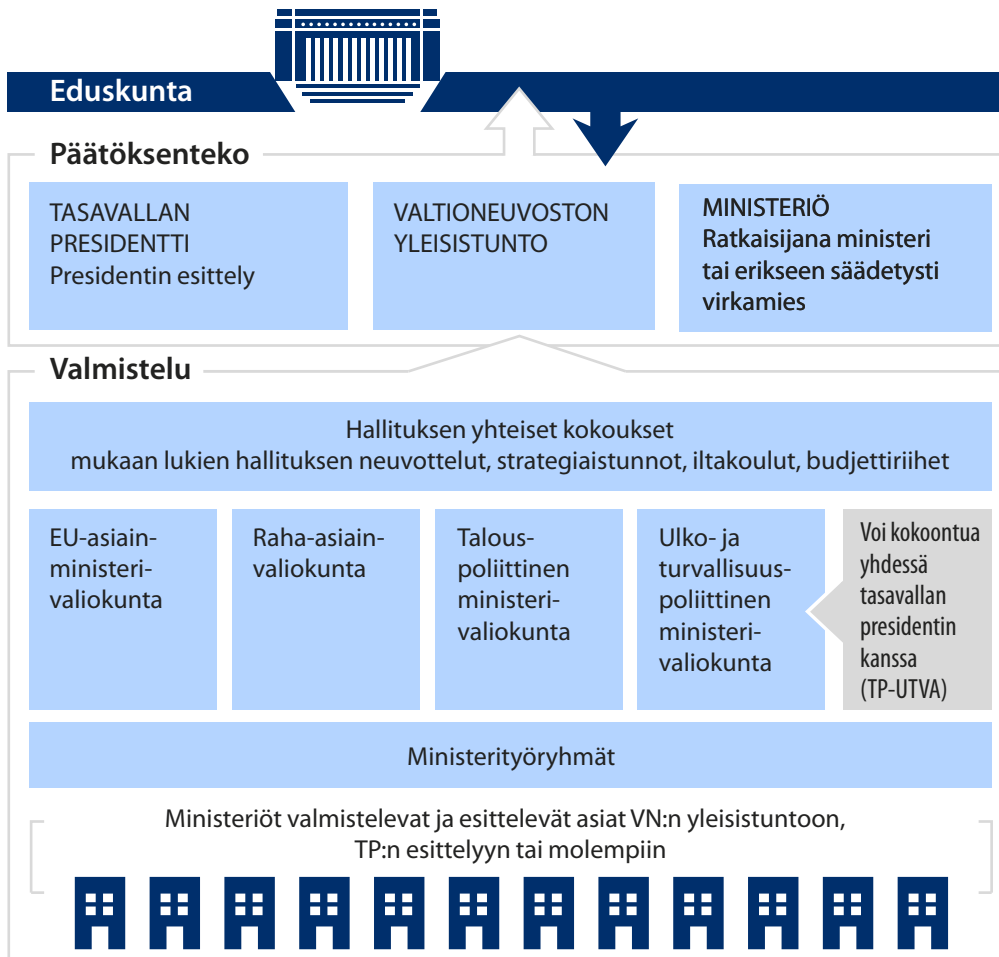 Eduskunta
Päätöksenteko
TASAVALLAN
PRESIDENTTI
Presidentin esittely
VALTIONEUVOSTON
YLEISISTUNTO
MINISTERIÖ
Ratkaisijana ministeri
tai erikseen säädetysti
virkamies
Valmistelu
Hallituksen yhteiset kokoukset
mukaan lukien hallituksen neuvottelut, strategiaistunnot, iltakoulut, budjettiriihet
EU-asiain-
ministeri-
valiokunta
Raha-asiain-
valiokunta
Talous-
poliittinen
ministeri-
valiokunta
Ulko- ja
turvallisuus-
poliittinen
ministeri-
valiokunta
Voi kokoontua
yhdessä
tasavallan
presidentin
kanssa
(TP-UTVA)
Ministerityöryhmät
Ministeriöt valmistelevat ja esittelevät asiat VN:n yleisistuntoon,
TP:n esittelyyn tai molempiin